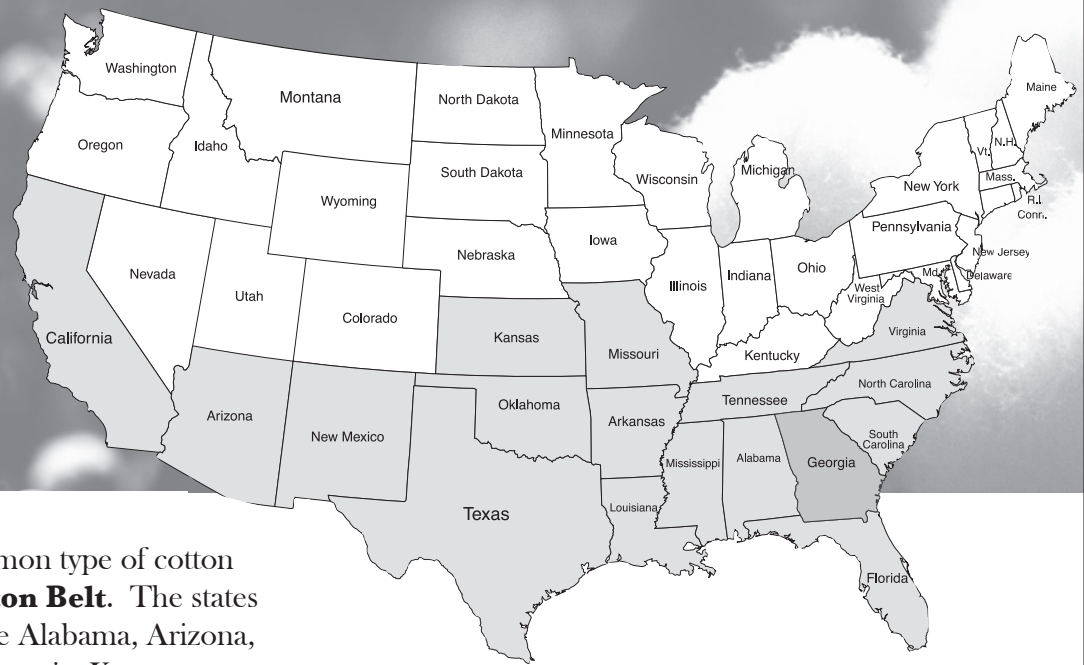 Washington
Montana
North Dakota
Minnesota
Maine
Oregon
Idaho
South Dakota
Wisconsin
Michigan
Vt.
N.H.
New York
Mass.
R.I
Conn.
Wyoming
Nebraska
Iowa
Pennsylvania
New Jersey
Nevada
Utah
Colorado
Illinois
Indiana
Ohio
West
Virginia
Md.
Delaware
California
Kansas
Missouri
Kentucky
Virginia
Arizona
New Mexico
Oklahoma
Arkansas
Tennessee
North Carolina
South
Carolina
Texas
Louisiana
Mississippi
Alabama
Georgia
Florida
mon type of cotton
ton Belt. The states
e Alabama, Arizona,